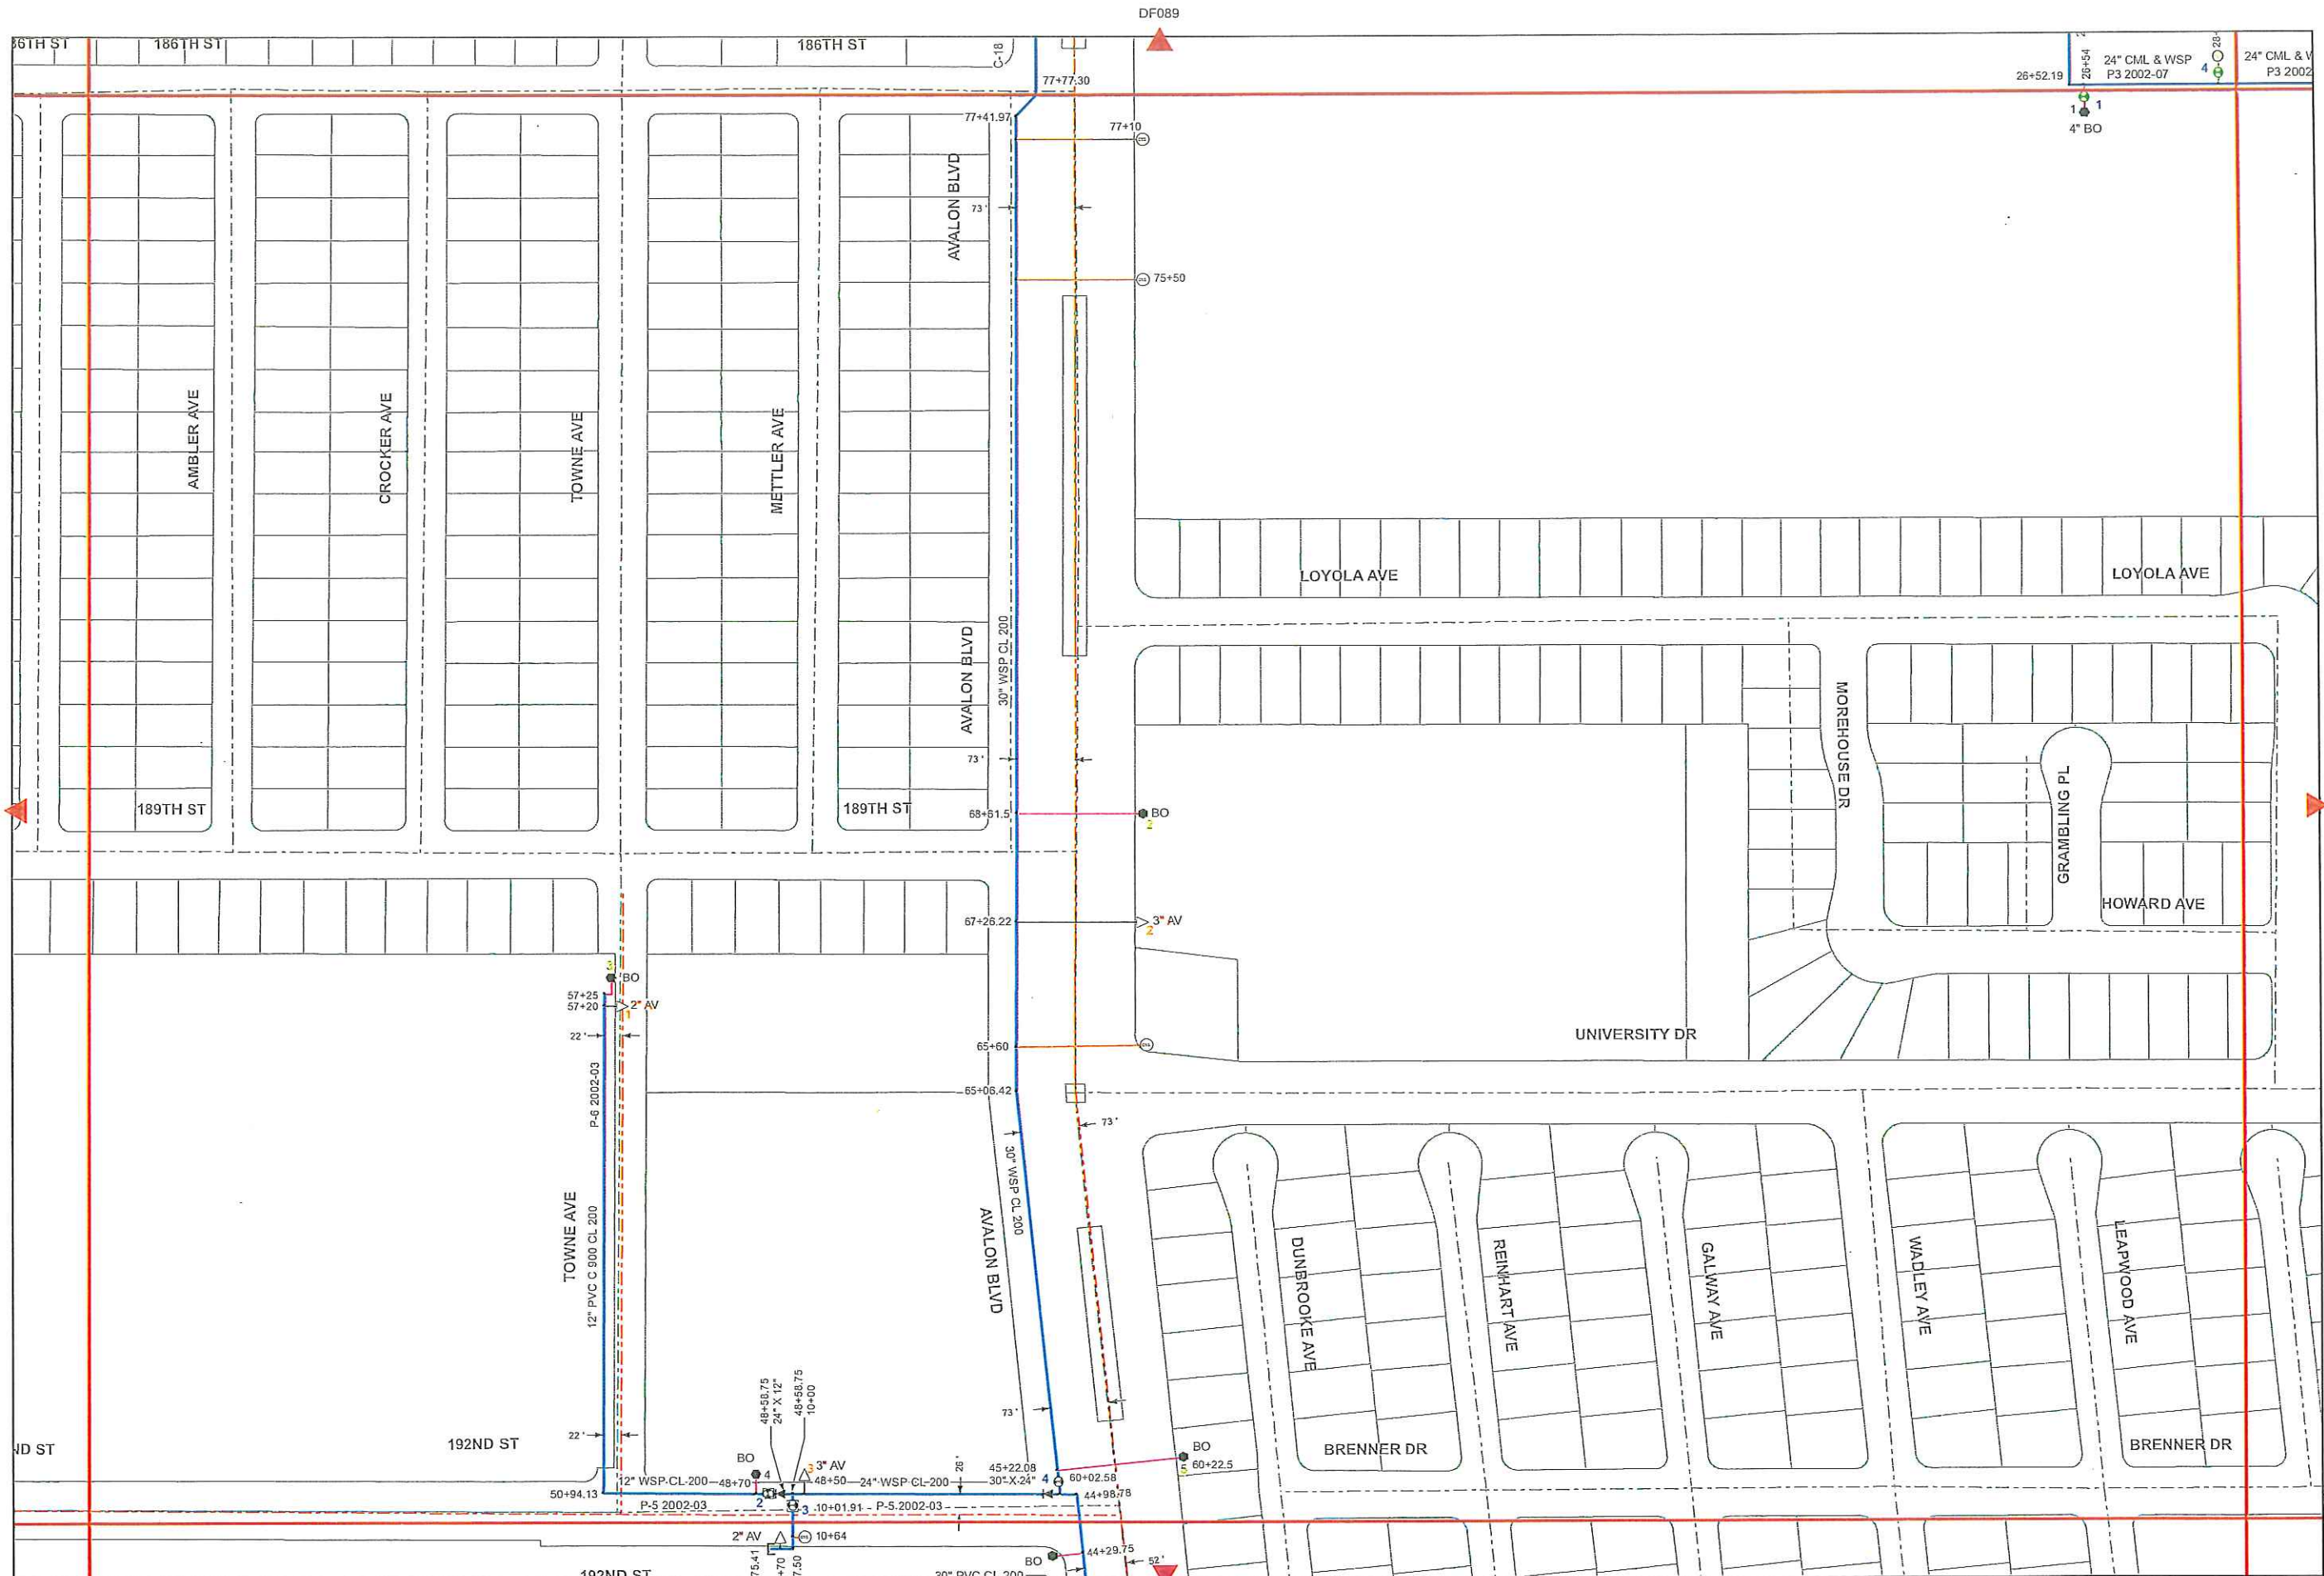 DF089
186TH ST
186TH ST
C-18
77+77.30
26+52.19
26+54
24" CML & WSP
P3 2002-07
4
28
24" CML &
P3 2002
1
1
4" BO
77+41.97
77+10
AVALON BLVD
73'
75+50
AMBLER AVE
CROCKER AVE
TOWNE AVE
METTLER AVE
LOYOLA AVE
LOYOLA AVE
AVALON BLVD
30" WSP CL 200
MOREHOUSE DR
73'
GRAMBLING PL
189TH ST
189TH ST
68+61.5
BO
2
HOWARD AVE
67+26.22
3" AV
2
3
BO
57+25
57+20
2" AV
1
22'
UNIVERSITY DR
65+60
65+06.42
P-6 2002-03
73'
30" WSP CL 200
TOWNE AVE
12" PVC C 900 CL 200
AVALON BLVD
DUNBROOKE AVE
REINHART AVE
GALWAY AVE
WADLEY AVE
LEAPWOOD AVE
48+58.75
24" X 12"
48+58.75
10+00
73'
22'
192ND ST
ND ST
BRENNER DR
BRENNER DR
BO
4
3
3" AV
26'
45+22.08
30" X 24"
4
60+02.58
BO
5
60+22.5
12" WSP-CL-200
48+70
48+50
24" WSP-CL-200
50+94.13
2
44+98.78
P-5 2002-03
3
10+01.91
P-5 2002-03
2" AV
10+64
75.41
+70
7.50
BO
44+29.75
52'
192ND ST
30" PVC CL 200